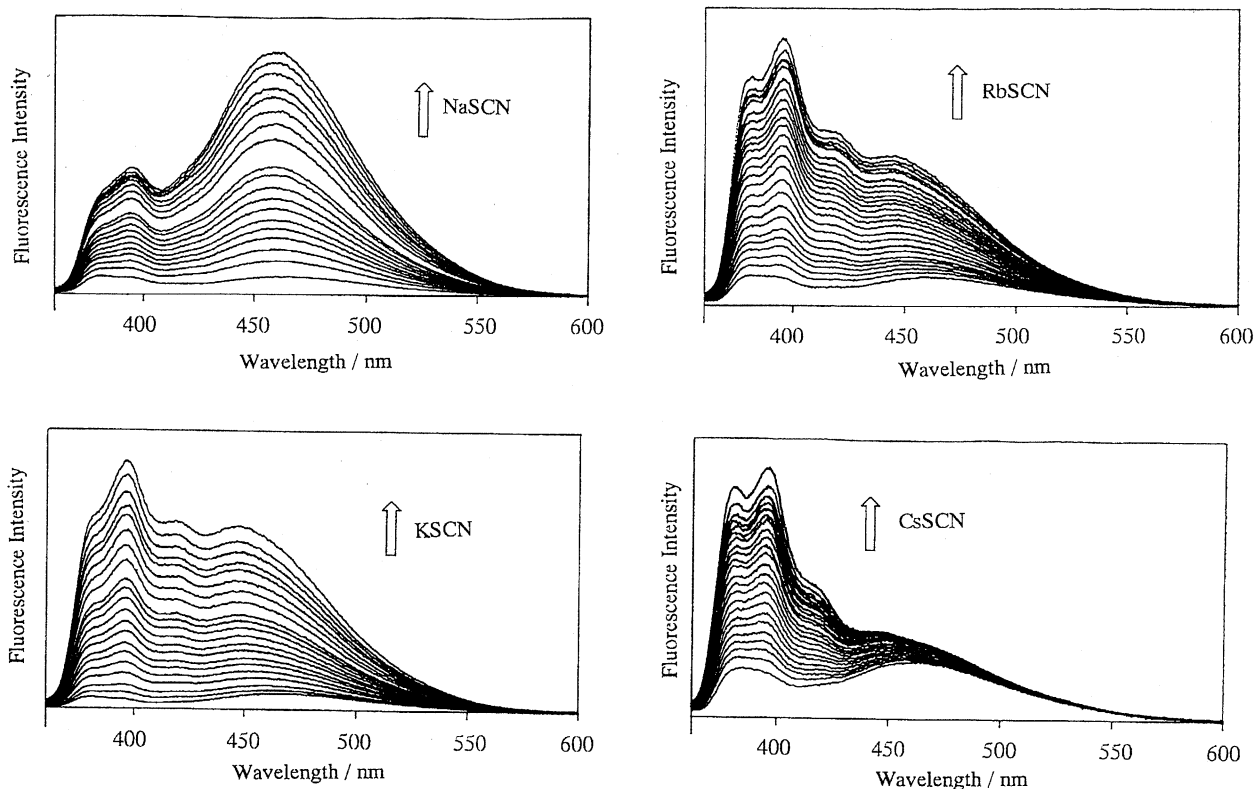 Fluorescence Intensity
NaSCN
400 450 500 550 600
Wavelength / nm
Fluorescence Intensity
RbSCN
400 450 500 550 600
Wavelength / nm
Fluorescence Intensity
KSCN
400 450 500 550 600
Wavelength / nm
Fluorescence Intensity
CsSCN
400 450 500 550 600
Wavelength / nm